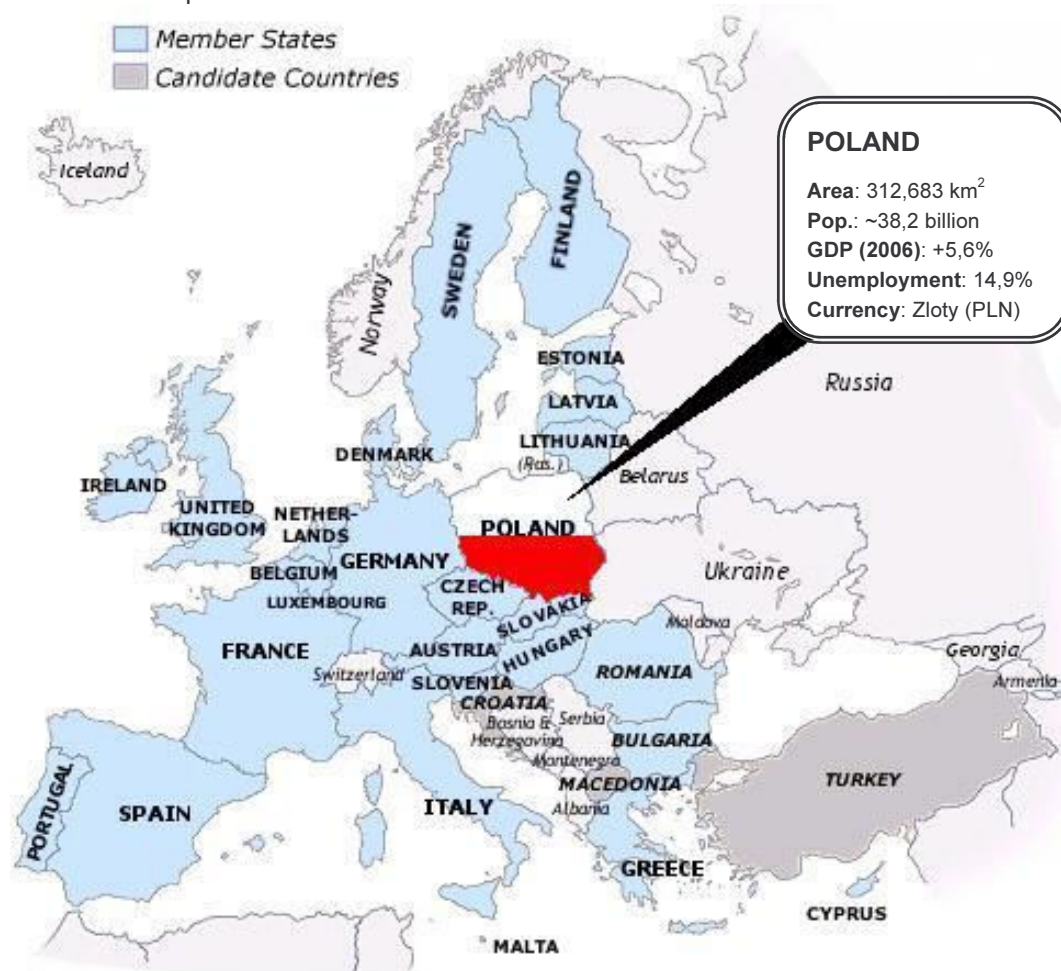 Member States
Candidate Countries
POLAND
Area: 312,683 km2
Pop.: ~38,2 billion
GDP (2006): +5,6%
Unemployment: 14,9%
Currency: Zloty (PLN)
Iceland
Norway
SWEDEN
FINLAND
Russia
ESTONIA
LATVIA
LITHUANIA
(Ros.)
Belarus
DENMARK
IRELAND
UNITED
KINGDOM
NETHER-
LANDS
POLAND
GERMANY
BELGIUM
LUXEMBOURG
CZECH
REP.
SLOVAKIA
Ukraine
Moldova
FRANCE
Switzerland
AUSTRIA
HUNGARY
SLOVENIA
ROMANIA
Georgia
Armenia
CROATIA
Bosnia &
Herzegovina
Serbia
BULGARIA
Montenegro
MACEDONIA
Albania
TURKEY
PORTUGAL
SPAIN
ITALY
GREECE
CYPRUS
MALTA